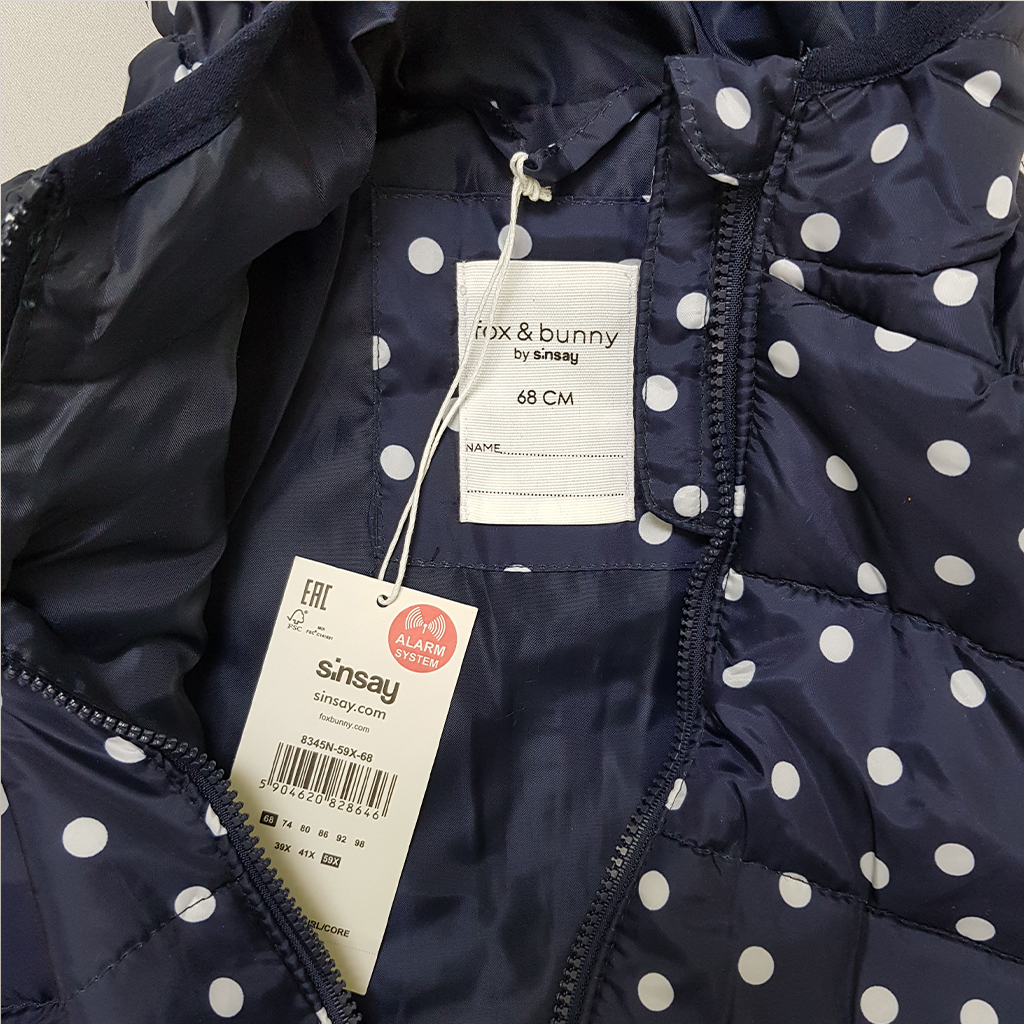 fox & bunny
by sinsay
68 CM
NAME
EAC
FSC
MIX
ALARM
SYSTEM
sinsay
sinsay.com
foxbunny.com
8345N-59X-68
5 904620 828646
68 74 80 86 92 98
39X 41X 59X